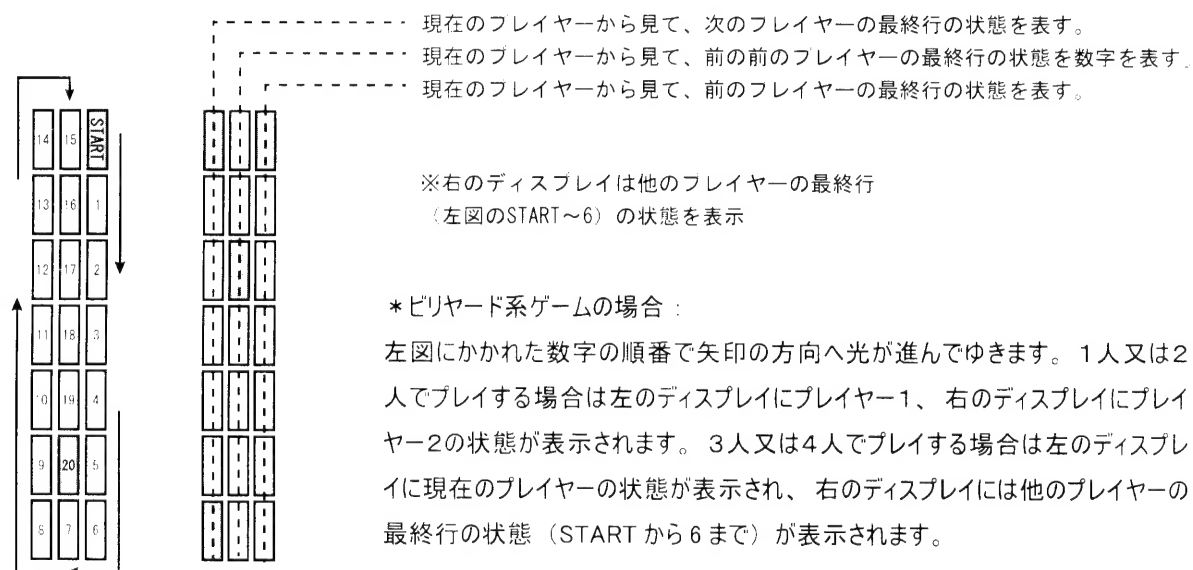 現在のプレイヤーから見て、次のプレイヤーの最終行の状態を表す。
現在のプレイヤーから見て、前の前のプレイヤーの最終行の状態を数字を表す。
現在のプレイヤーから見て、前のプレイヤーの最終行の状態を表す。
14 15 START
13 16 1
12 17 2
11 18 3
10 19 4
9 20 5
8 7 6
※右のディスプレイは他のプレイヤーの最終行
(左図のSTART～6)の状態を表示
*ビリヤード系ゲームの場合:
左図にかかれた数字の順番で矢印の方向へ光が進んでゆきます。1人又は2
人でプレイする場合は左のディスプレイにプレイヤー1、右のディスプレイにプレイ
ヤー2の状態が表示されます。3人又は4人でプレイする場合は左のディスプレ
イに現在のプレイヤーの状態が表示され、右のディスプレイには他のプレイヤーの
最終行の状態(STARTから6まで)が表示されます。